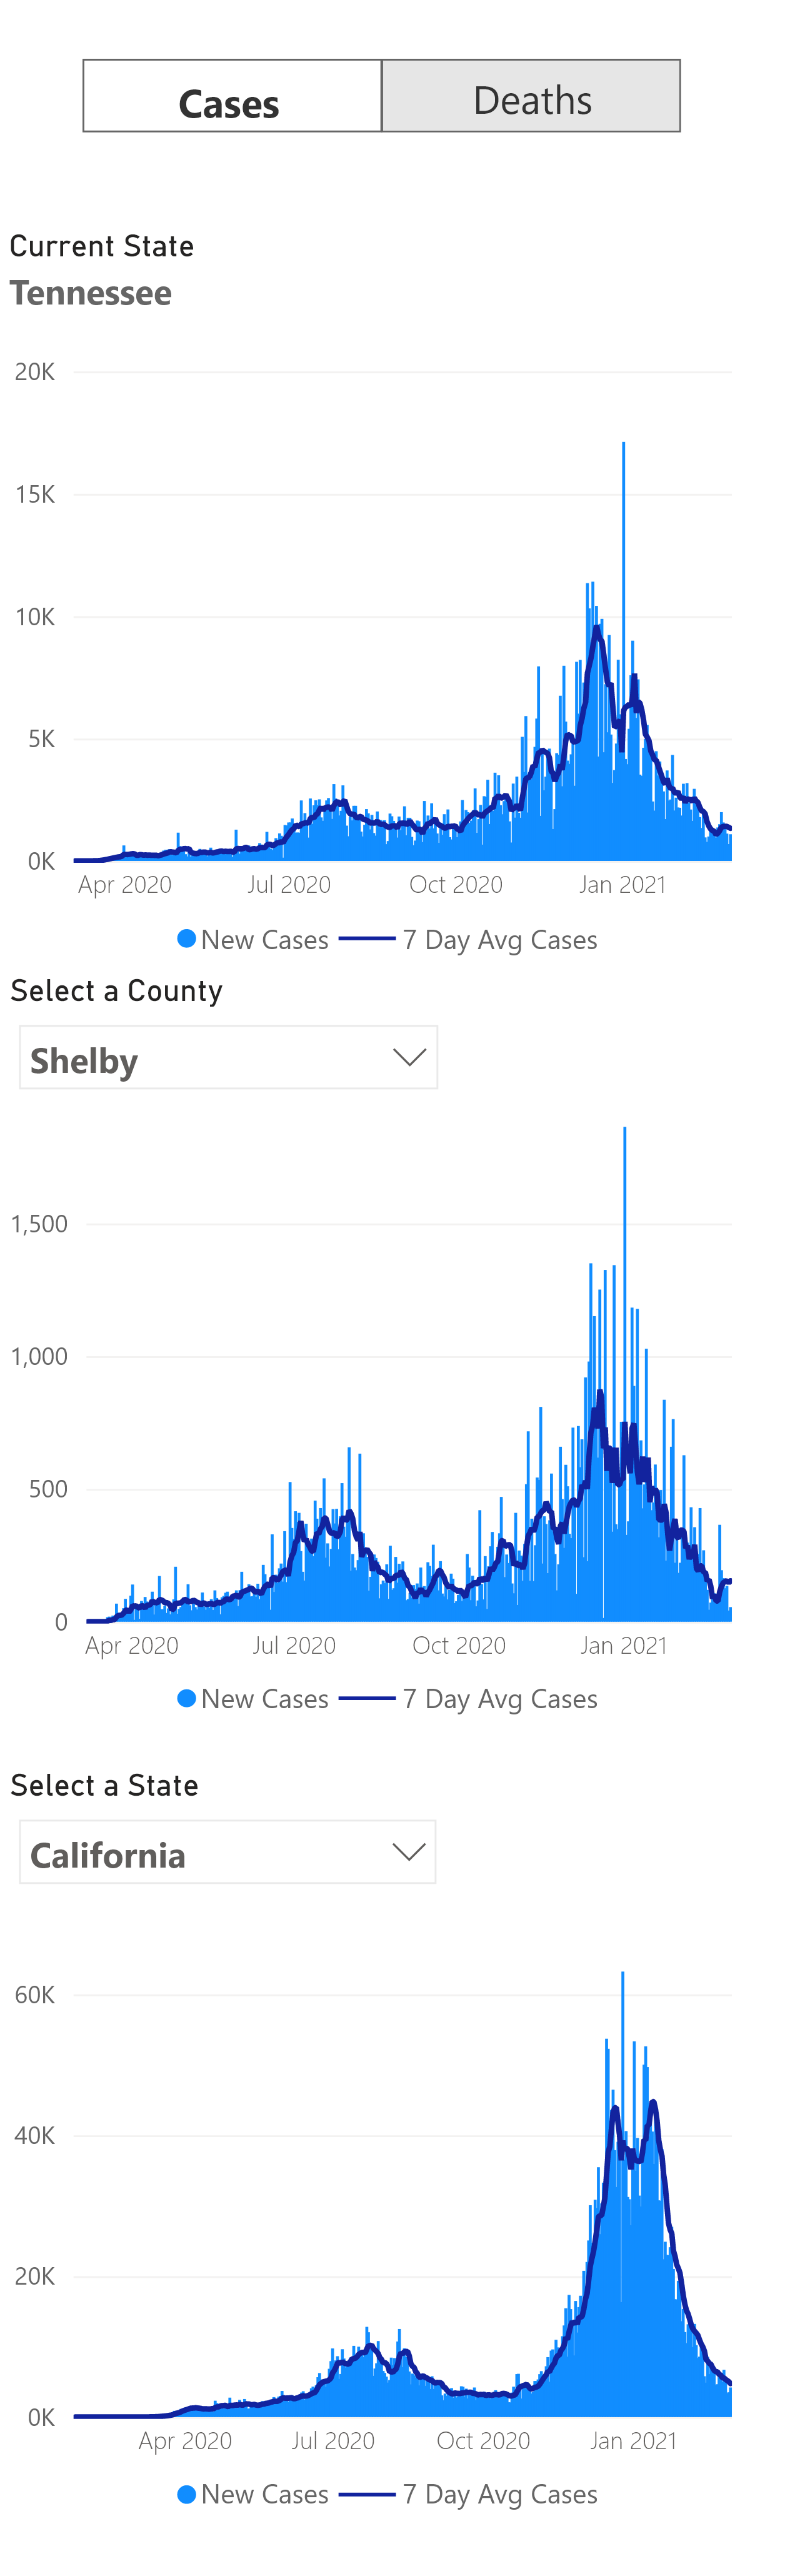 Cases Deaths
Current State
Tennessee
20K
15K
10K
5K
0K
Apr 2020 Jul 2020 Oct 2020 Jan 2021
New Cases 7 Day Avg Cases
Select a County
Shelby
1,500
1,000
500
0
Apr 2020 Jul 2020 Oct 2020 Jan 2021
New Cases 7 Day Avg Cases
Select a State
California
60K
40K
20K
0K
Apr 2020 Jul 2020 Oct 2020 Jan 2021
New Cases 7 Day Avg Cases